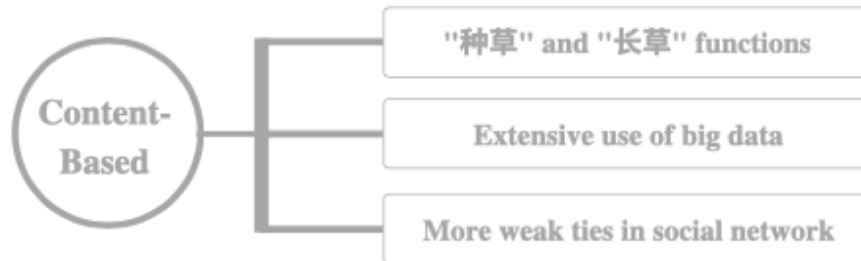 Content-
Based
"种草" and "长草" functions
Extensive use of big data
More weak ties in social network